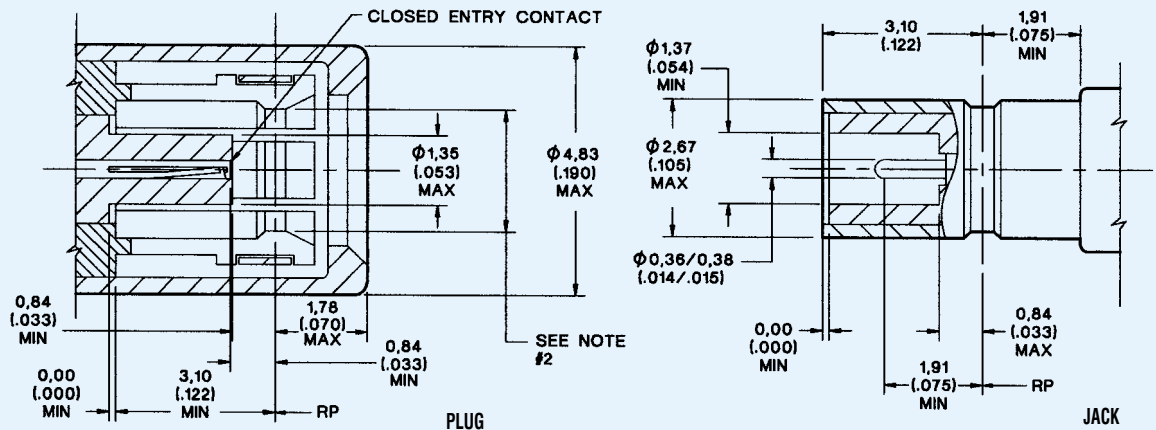 CLOSED ENTRY CONTACT
ϕ1,35
(.053)
MAX
ϕ4,83
(.190)
MAX
0,84
(.033)
MIN
1,78
(.070)
MAX
0,84
(.033)
MIN
SEE NOTE
#2
0,00
(.000)
MIN
3,10
(.122)
MIN
RP
PLUG
3,10
(.122)
1,91
(.075)
MIN
ϕ1,37
(.054)
MIN
ϕ2,67
(.105)
MAX
ϕ0,36/0,38
(.014/.015)
0,00
(.000)
MIN
0,84
(.033)
MAX
1,91
(.075)
MIN
RP
JACK